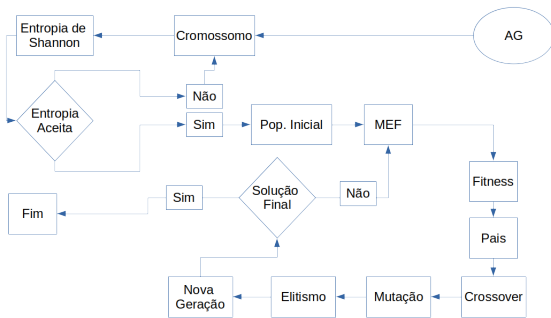 Entropia de
Shannon
Cromossomo
AG
Não
Entropia
Aceita
Sim
Pop. Inicial
MEF
Fitness
Solução
Final
Não
Sim
Fim
Pais
Nova
Geração
Elitismo
Mutação
Crossover